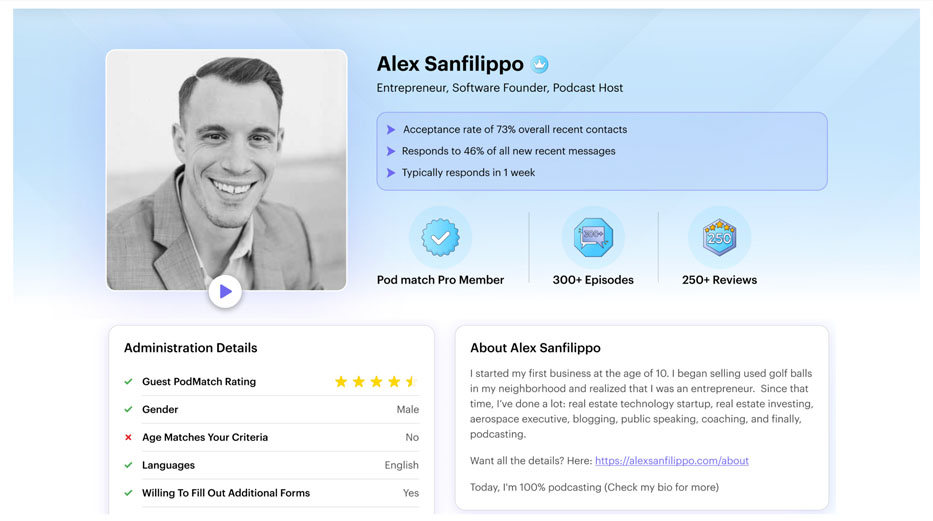 Alex Sanfilippo
Entrepreneur, Software Founder, Podcast Host
Acceptance rate of 73% overall recent contacts
Responds to 46% of all new recent messages
Typically responds in 1 week
300+
250
Pod match Pro Member
300+ Episodes
250+ Reviews
Administration Details
Guest PodMatch Rating
Gender Male
Age Matches Your Criteria No
Languages English
Willing To Fill Out Additional Forms Yes
About Alex Sanfilippo
I started my first business at the age of 10. I began selling used golf balls
in my neighborhood and realized that I was an entrepreneur. Since that
time, I've done a lot: real estate technology startup, real estate investing,
aerospace executive, blogging, public speaking, coaching, and finally,
podcasting.
Want all the details? Here: https://alexsanfilippo.com/about
Today, I'm 100% podcasting (Check my bio for more)